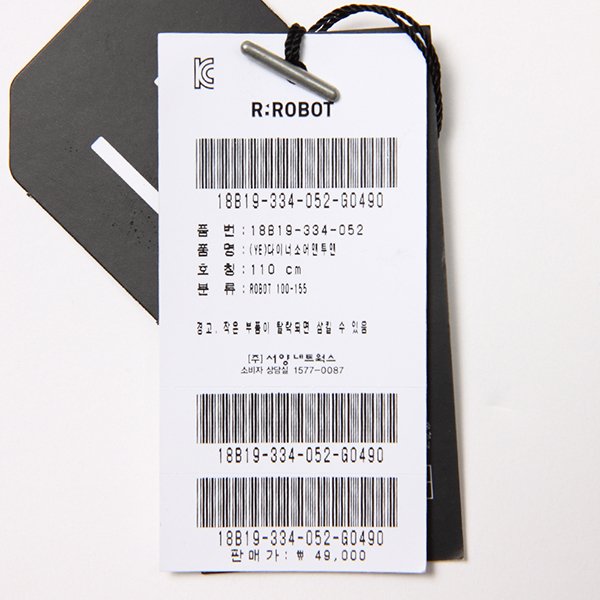 R:ROBOT
18B19-334-052-G0490
품 번 : 18B19-334-052
품 명 : (YE)다이너소어맨투맨
호 칭 : 110 cm
분 류 : ROBOT 100-155
경고, 작은 부품이 탈락되면 삼킬 수 있음
(주) 서양네트웍스
소비자 상담실 1577-0087
18B19-334-052-G0490
18B19-334-052-G0490
판 매 가 : ₩ 49,000